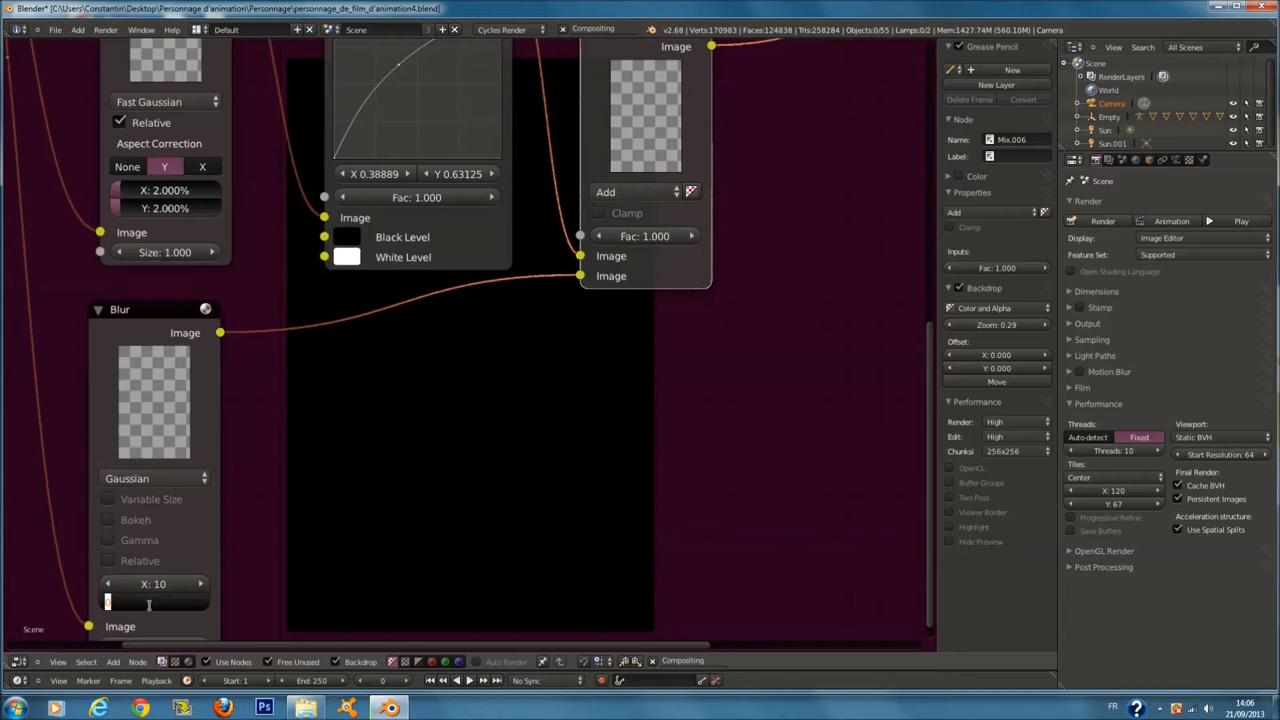 Blender* [C:\Users\Constantin\Desktop\Personnage d'animation\Personnage\personnage_de_film_d'animation4.blend]
File Add Render Window Help Default Scene 3 Cycles Render Compositing v2.68 | Verts:170983 | Faces:124838 | Tris:258284 | Objects:0/55 | Lamps:0/2 | Mem:1427.74M (560.10M) | Camera
Fast Gaussian
Relative
Aspect Correction
None Y X
X: 2.000%
Y: 2.000%
Image
Size: 1.000
X 0.38889 Y 0.63125
Fac: 1.000
Image
Black Level
White Level
Image
Add
Clamp
Fac: 1.000
Image
Image
Blur
Image
Gaussian
Variable Size
Bokeh
Gamma
Relative
X: 10
0
Image
Scene
Grease Pencil
New
New Layer
Delete Frame Convert
Node
Name: Mix.006
Label:
Color
Properties
Add
Clamp
Inputs:
Fac: 1.000
Backdrop
Color and Alpha
Zoom: 0.29
Offset:
X: 0.000
Y: 0.000
Move
Performance
Render: High
Edit: High
Chunksi 256x256
OpenCL
Buffer Groups
Two Pass
Viewer Border
Highlight
Hide Preview
View Search All Scenes
Scene
RenderLayers
World
Camera
Empty
Sun
Sun.001
Scene
Render
Render Animation Play
Display: Image Editor
Feature Set: Supported
Open Shading Language
Dimensions
Stamp
Output
Sampling
Light Paths
Motion Blur
Film
Performance
Threads: Viewport:
Auto-detect Fixed Static BVH
Threads: 10 Start Resolution: 64
Tiles: Final Render:
Center Cache BVH
X: 120 Persistent Images
Y: 67 Acceleration structure:
Progressive Refine Use Spatial Splits
Save Buffers
OpenGL Render
Post Processing
View Select Add Node Use Nodes Free Unused Backdrop Auto Render Compositing
View Marker Frame Playback Start: 1 End: 250 0 No Sync
Ps FR 14:06
21/09/2013